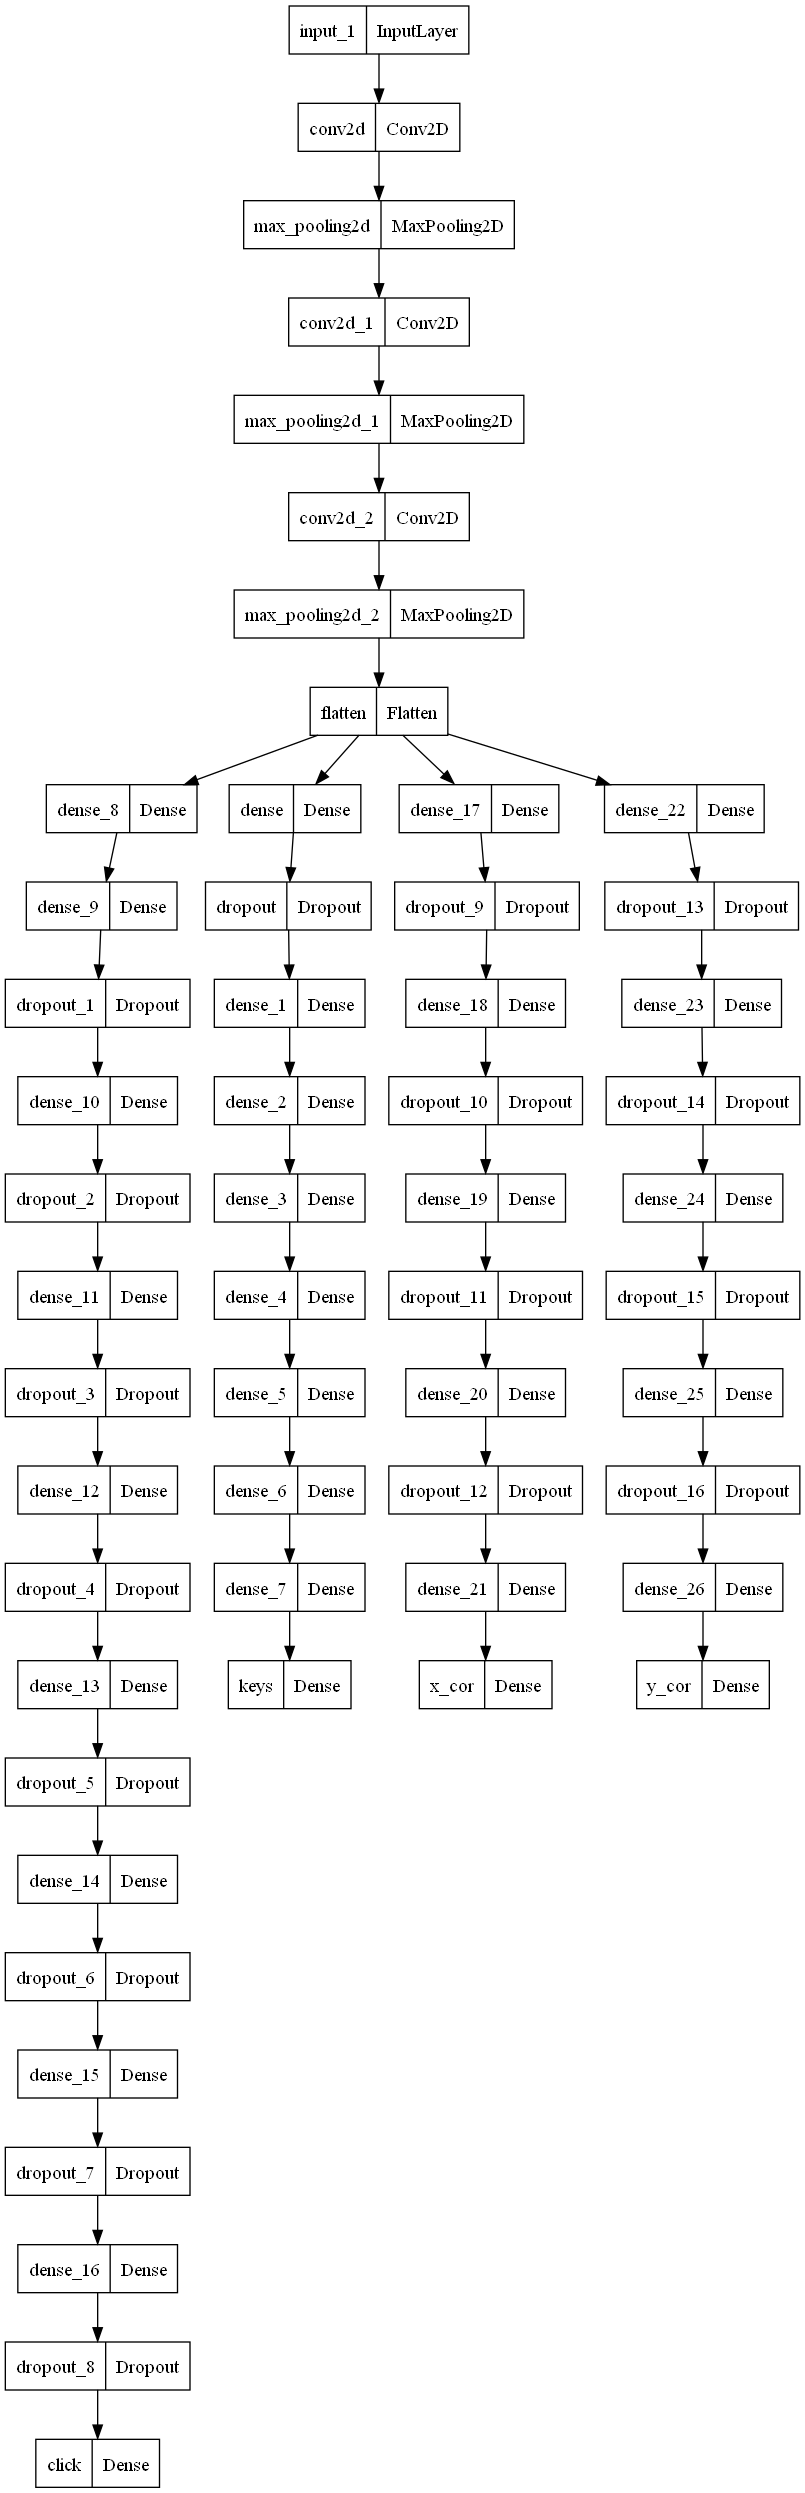 input_1 InputLayer
conv2d Conv2D
max_pooling2d MaxPooling2D
conv2d_1 Conv2D
max_pooling2d_1 MaxPooling2D
conv2d_2 Conv2D
max_pooling2d_2 MaxPooling2D
flatten Flatten
dense_8 Dense dense Dense dense_17 Dense dense_22 Dense
dense_9 Dense dropout Dropout dropout_9 Dropout dropout_13 Dropout
dropout_1 Dropout dense_1 Dense dense_18 Dense dense_23 Dense
dense_10 Dense dense_2 Dense dropout_10 Dropout dropout_14 Dropout
dropout_2 Dropout dense_3 Dense dense_19 Dense dense_24 Dense
dense_11 Dense dense_4 Dense dropout_11 Dropout dropout_15 Dropout
dropout_3 Dropout dense_5 Dense dense_20 Dense dense_25 Dense
dense_12 Dense dense_6 Dense dropout_12 Dropout dropout_16 Dropout
dropout_4 Dropout dense_7 Dense dense_21 Dense dense_26 Dense
dense_13 Dense keys Dense x_cor Dense y_cor Dense
dropout_5 Dropout
dense_14 Dense
dropout_6 Dropout
dense_15 Dense
dropout_7 Dropout
dense_16 Dense
dropout_8 Dropout
click Dense